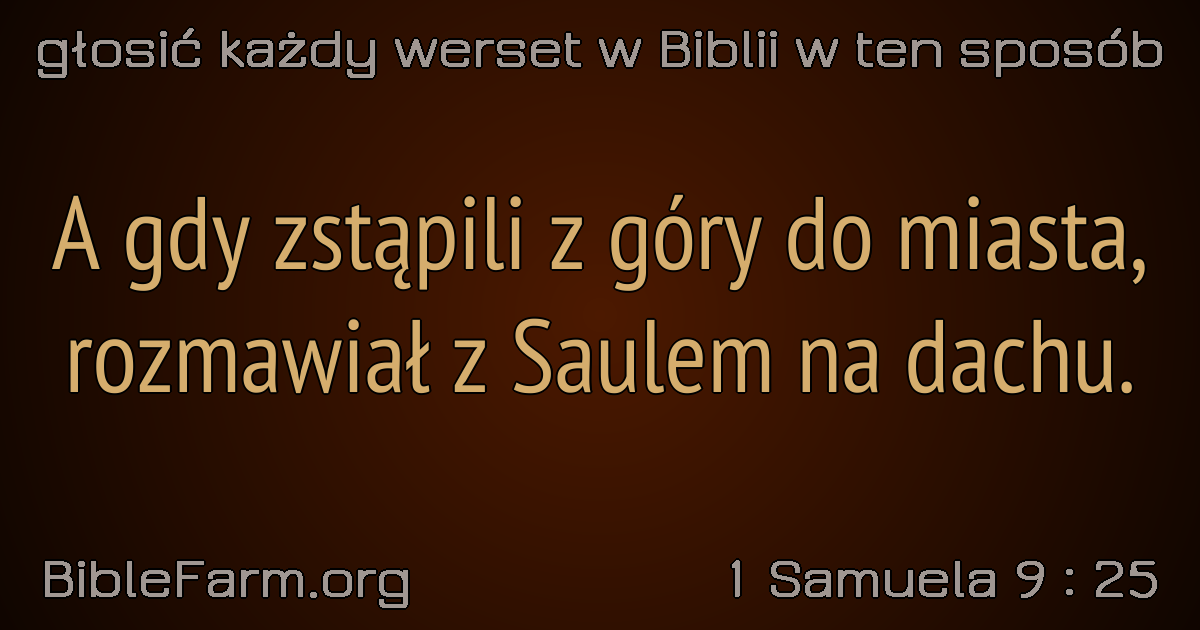 głosić każdy werset w Biblii w ten sposób
A gdy zstąpili z góry do miasta,
rozmawiał z Saulem na dachu.
BibleFarm.org
1 Samuela 9 : 25